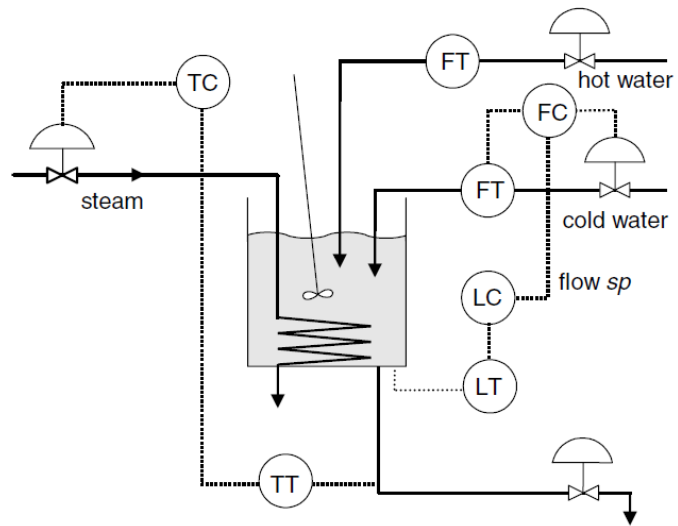 TC
FT
hot water
FC
steam
FT
cold water
flow sp
LC
LT
TT